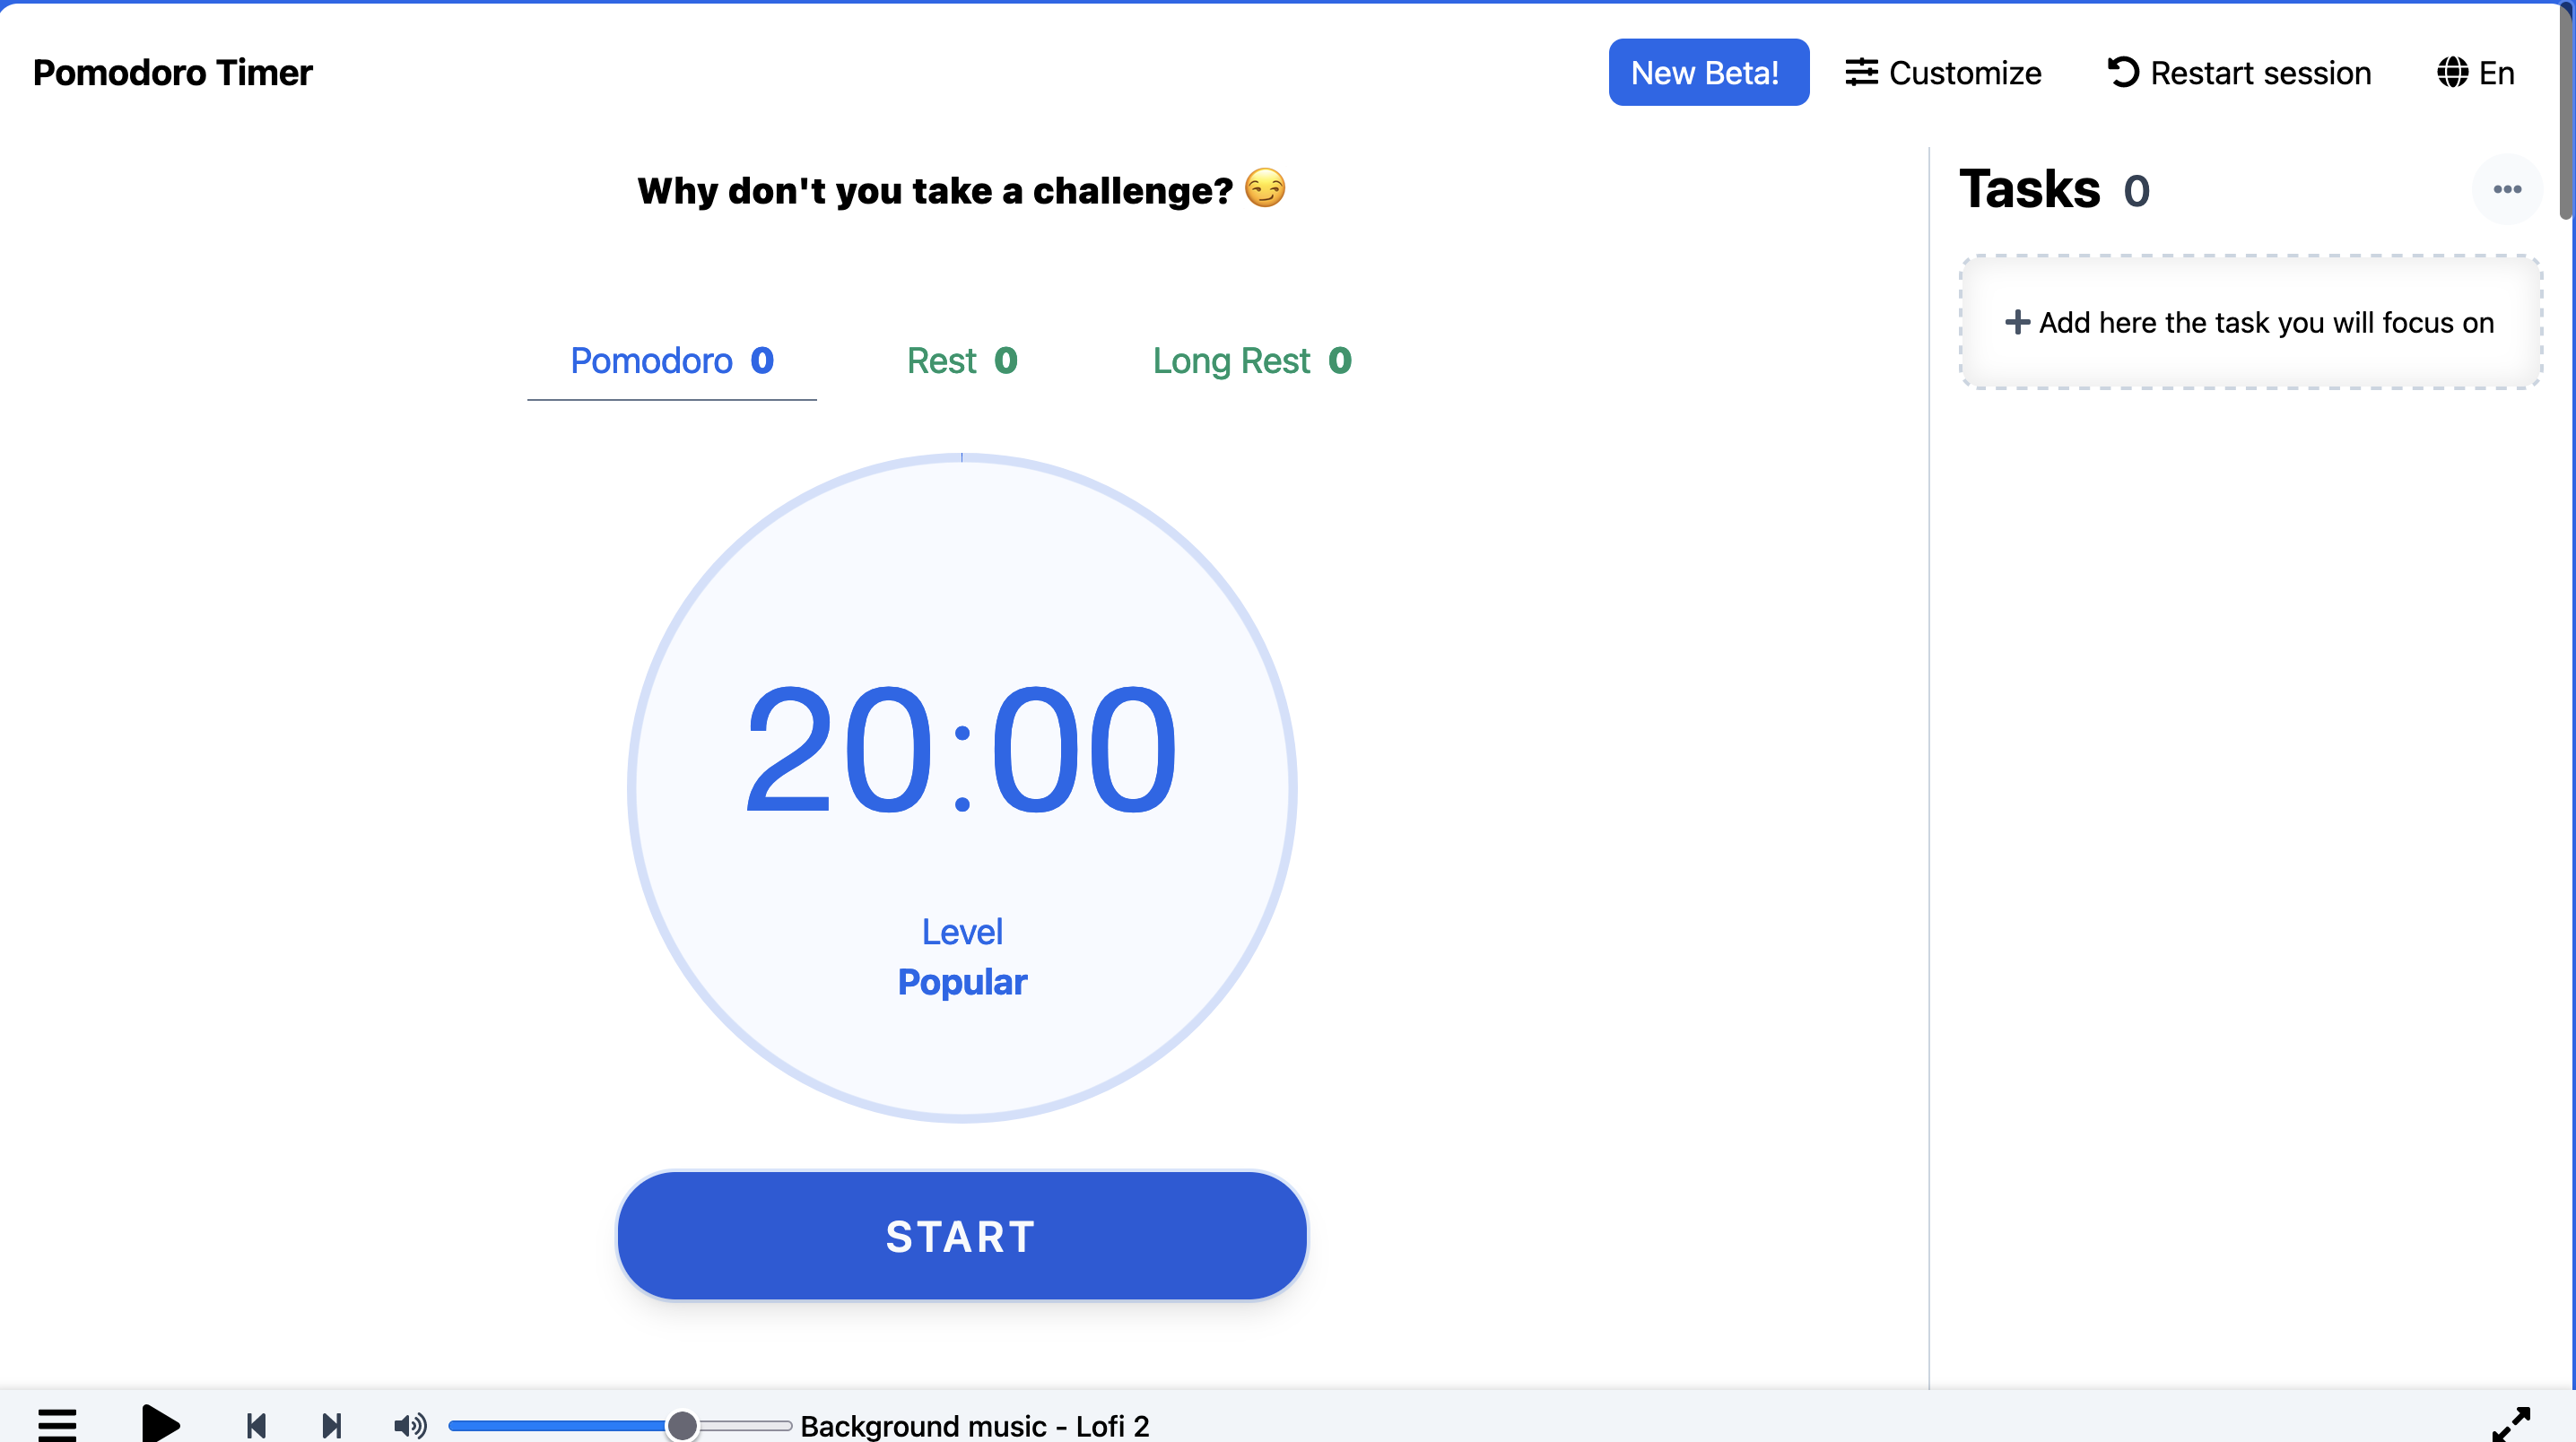 Pomodoro Timer
New Beta!
Customize
Restart session
En
Why don't you take a challenge? 😏
Pomodoro 0
Rest 0
Long Rest 0
20:00
Level
Popular
START
Tasks 0
Add here the task you will focus on
Background music - Lofi 2